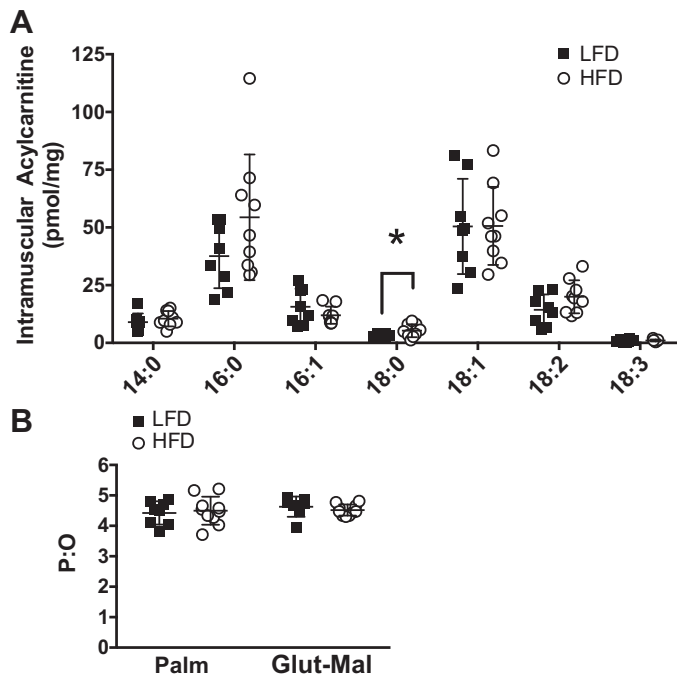 A
LFD
HFD
Intramuscular Acylcarnitine
(pmol/mg)
125
100
75
50
25
0
*
14:0
16:0
16:1
18:0
18:1
18:2
18:3
B
LFD
HFD
P:O
6
5
4
3
2
1
0
Palm
Glut-Mal